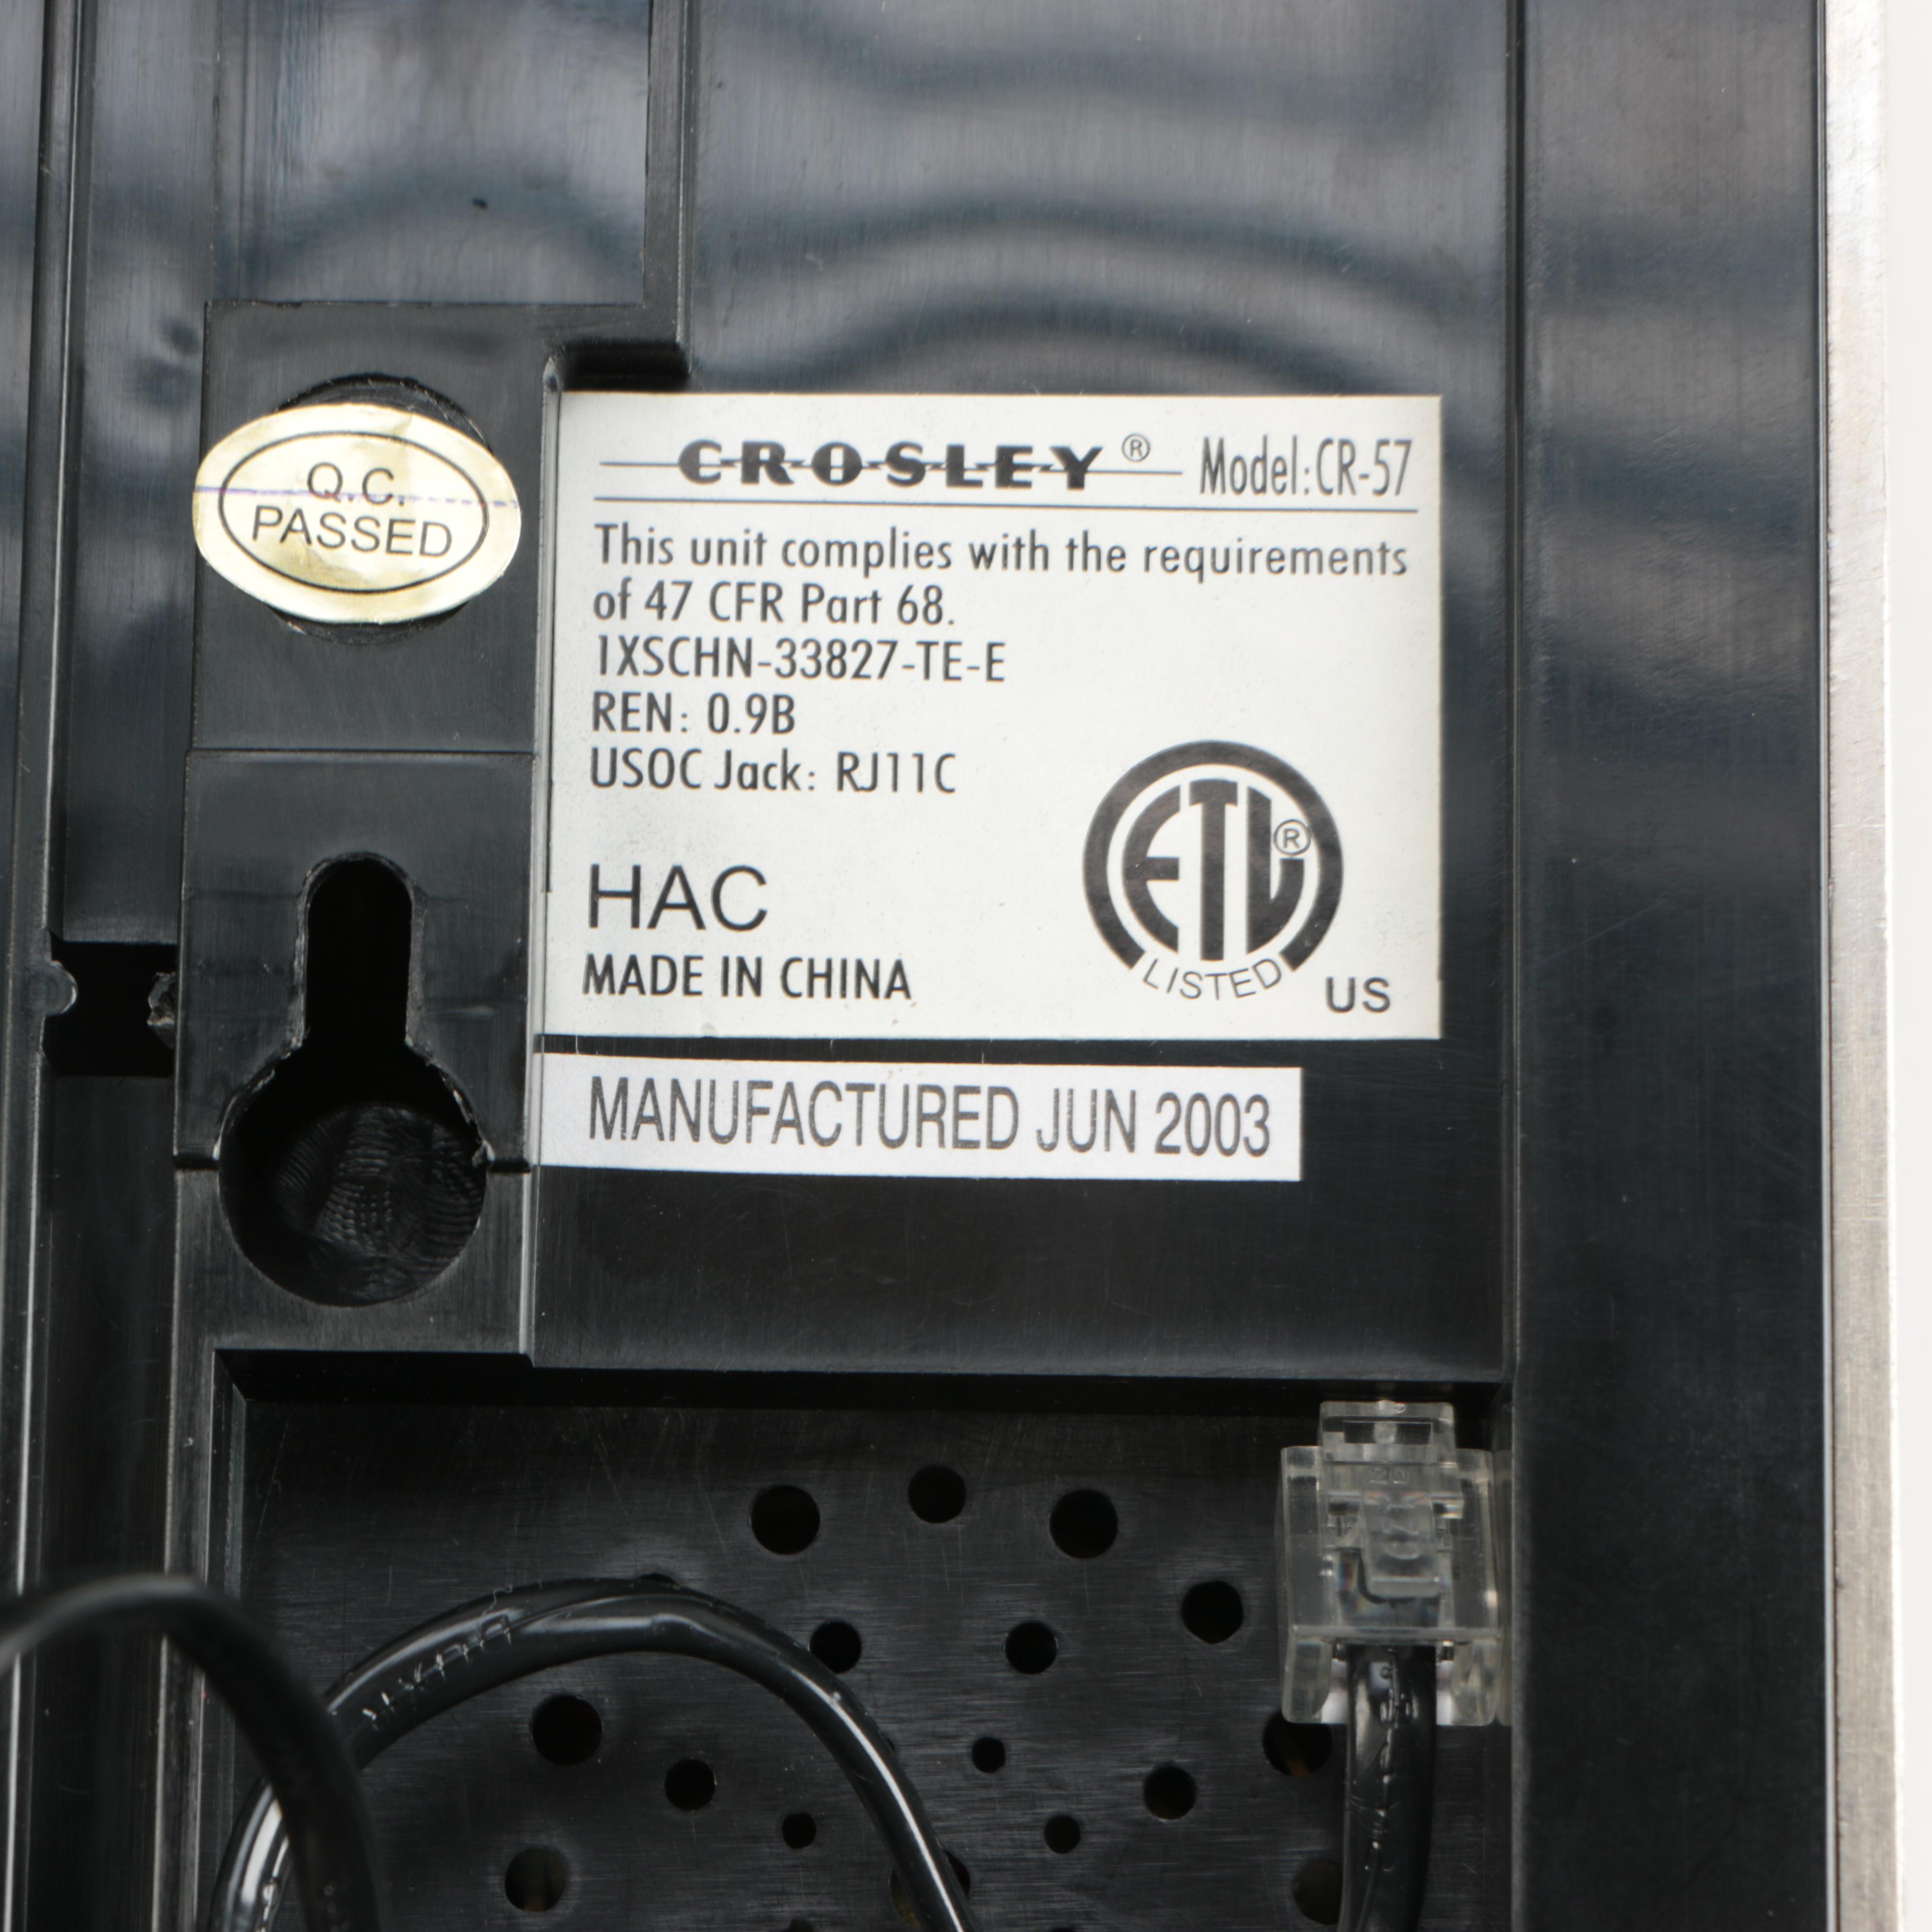 Q.C.
PASSED
CROSLEY® Model:CR-57
This unit complies with the requirements
of 47 CFR Part 68.
1XSCHN-33827-TE-E
REN: 0.9B
USOC Jack: RJ11C
HAC
MADE IN CHINA
ETL®
LISTED
US
MANUFACTURED JUN 2003